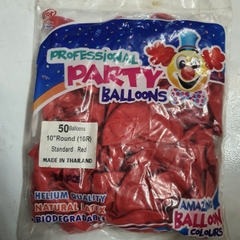 PROFESSIONAL
PARTY
BALLOONS
50 Balloons
10" Round (10R)
Standard Red
MADE IN THAILAND
HELIUM QUALITY
NATURAL LATEX
BIODEGRADABLE
AMAZING
BALLOON
COLOURS